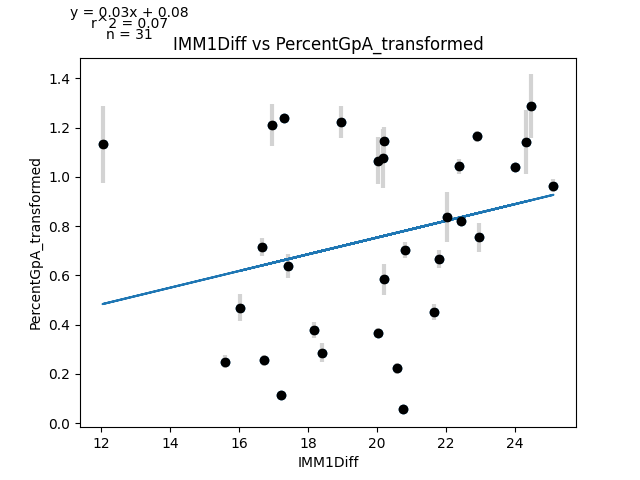 y = 0.03x + 0.08
r^2 = 0.07
n = 31
IMM1Diff vs PercentGpA_transformed
PercentGpA_transformed
1.4
1.2
1.0
0.8
0.6
0.4
0.2
0.0
12 14 16 18 20 22 24
IMM1Diff